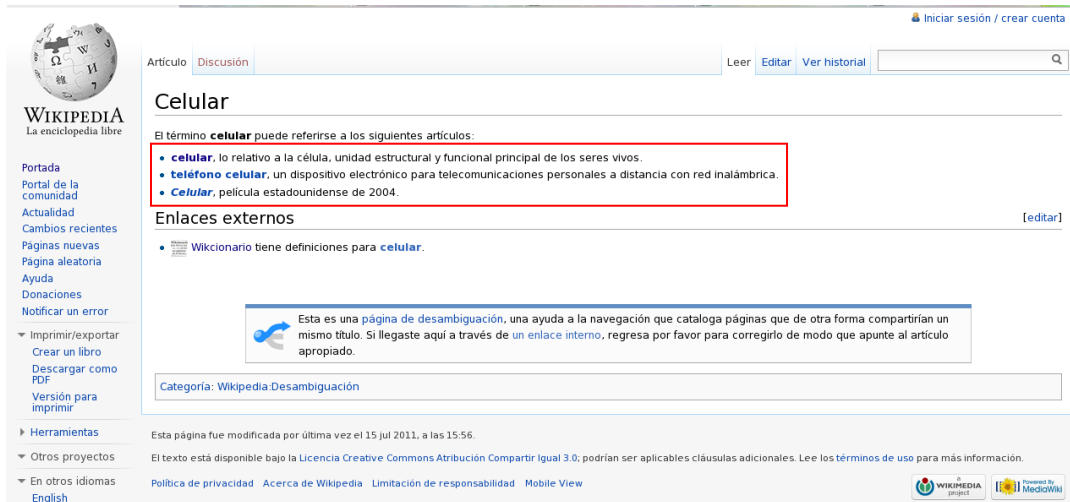 Iniciar sesión / crear cuenta
Artículo Discusión Leer Editar Ver historial
WIKIPEDIA
La enciclopedia libre
Portada
Portal de la
comunidad
Actualidad
Cambios recientes
Páginas nuevas
Página aleatoria
Ayuda
Donaciones
Notificar un error
Imprimir/exportar
Crear un libro
Descargar como
PDF
Versión para
imprimir
Herramientas
Otros proyectos
En otros idiomas
English
Celular
El término celular puede referirse a los siguientes artículos:
celular, lo relativo a la célula, unidad estructural y funcional principal de los seres vivos.
teléfono celular, un dispositivo electrónico para telecomunicaciones personales a distancia con red inalámbrica.
Celular, película estadounidense de 2004.
Enlaces externos [editar]
Wikcionario tiene definiciones para celular.
Esta es una página de desambiguación, una ayuda a la navegación que cataloga páginas que de otra forma compartirían un
mismo título. Si llegaste aquí a través de un enlace interno, regresa por favor para corregirlo de modo que apunte al artículo
apropiado.
Categoría: Wikipedia:Desambiguación
Esta página fue modificada por última vez el 15 jul 2011, a las 15:56.
El texto está disponible bajo la Licencia Creative Commons Atribución Compartir Igual 3.0; podrían ser aplicables cláusulas adicionales. Lee los términos de uso para más información.
Política de privacidad Acerca de Wikipedia Limitación de responsabilidad Mobile View
a
WIKIMEDIA
project
Powered By
MediaWiki